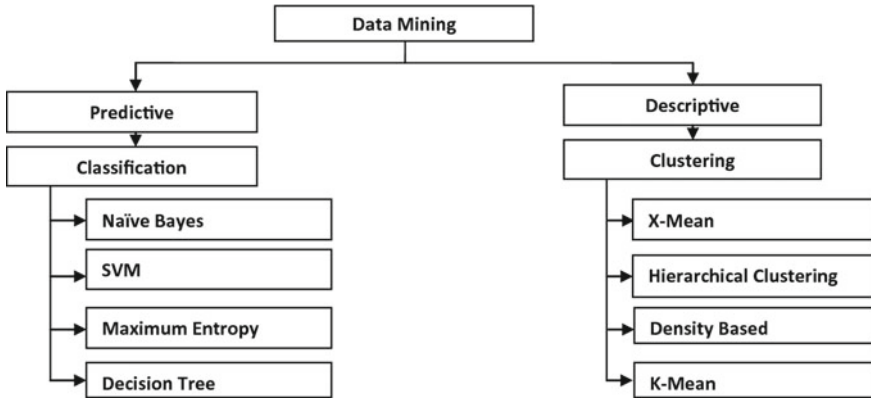 Data Mining
Predictive
Descriptive
Classification
Clustering
Naïve Bayes
SVM
Maximum Entropy
Decision Tree
X-Mean
Hierarchical Clustering
Density Based
K-Mean